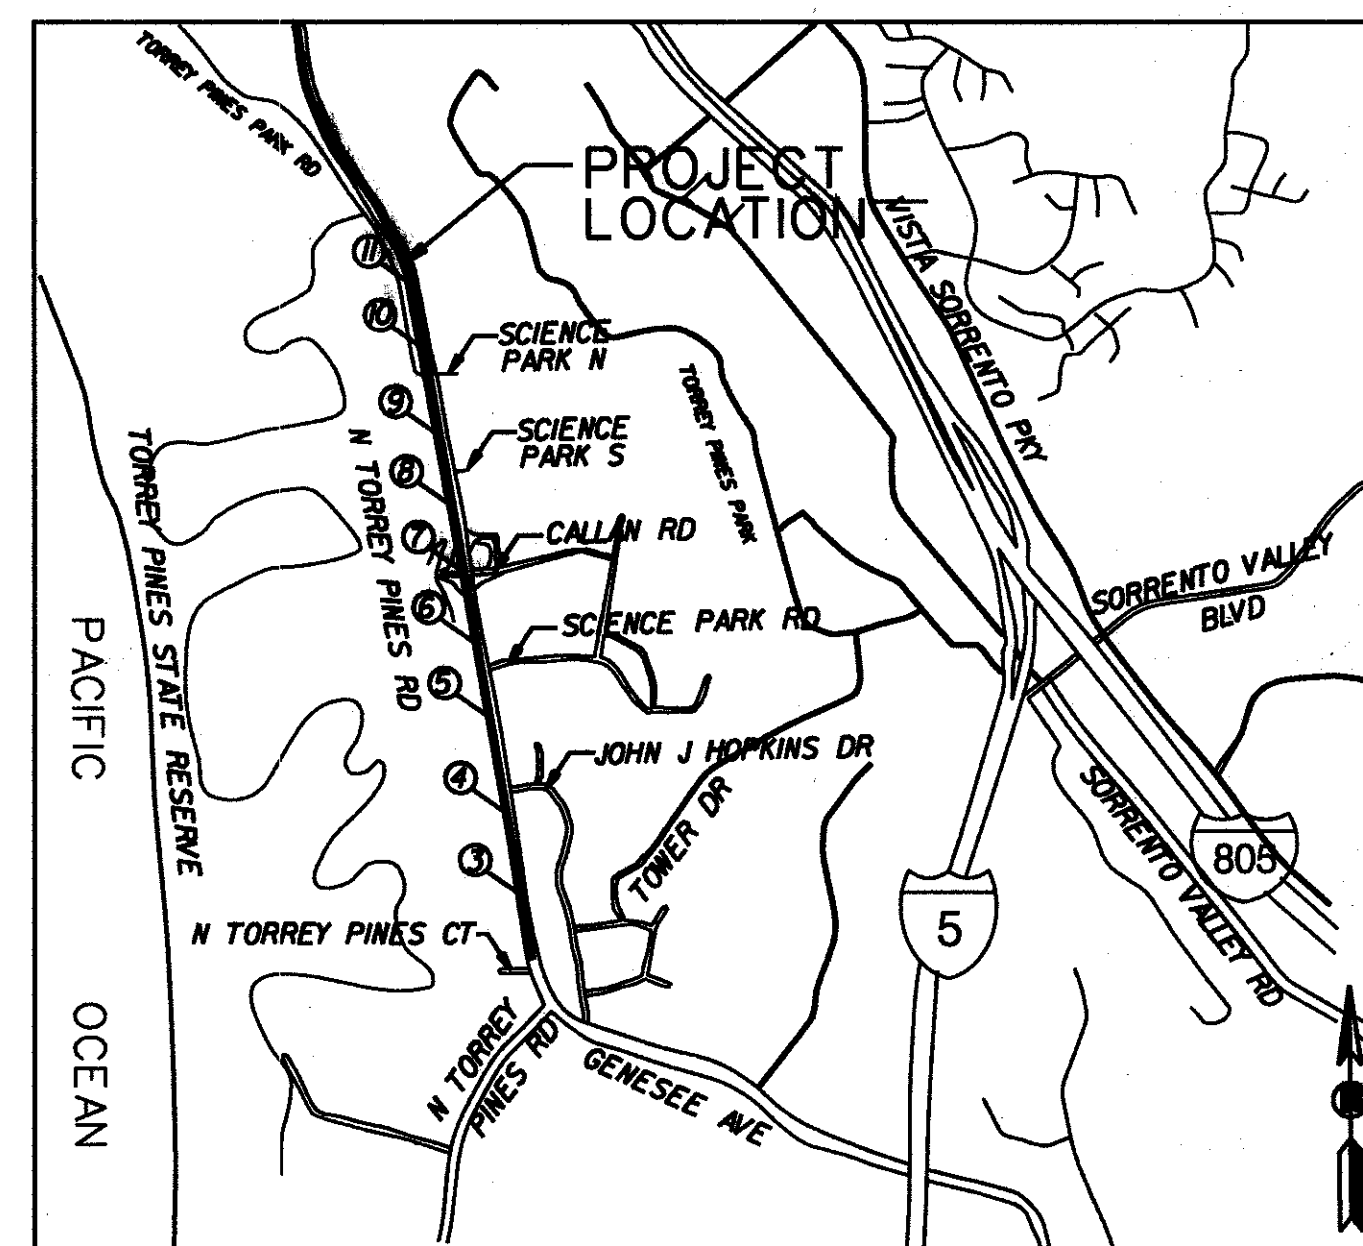 TORREY PINES PARK RD
PROJECT
LOCATION
VISTA SORRENTO PKY
11
10
SCIENCE
PARK N
9
SCIENCE
PARK S
TORREY PINES PARK
8
N TORREY PINES RD
7
CALLAN RD
TORREY PINES STATE RESERVE
6
SCIENCE PARK RD
SORRENTO VALLEY
BLVD
5
PACIFIC
OCEAN
4
JOHN J HOPKINS DR
TOWER DR
SORRENTO VALLEY RD
805
3
5
N TORREY PINES CT
N TORREY
PINES RD
GENESEE AVE